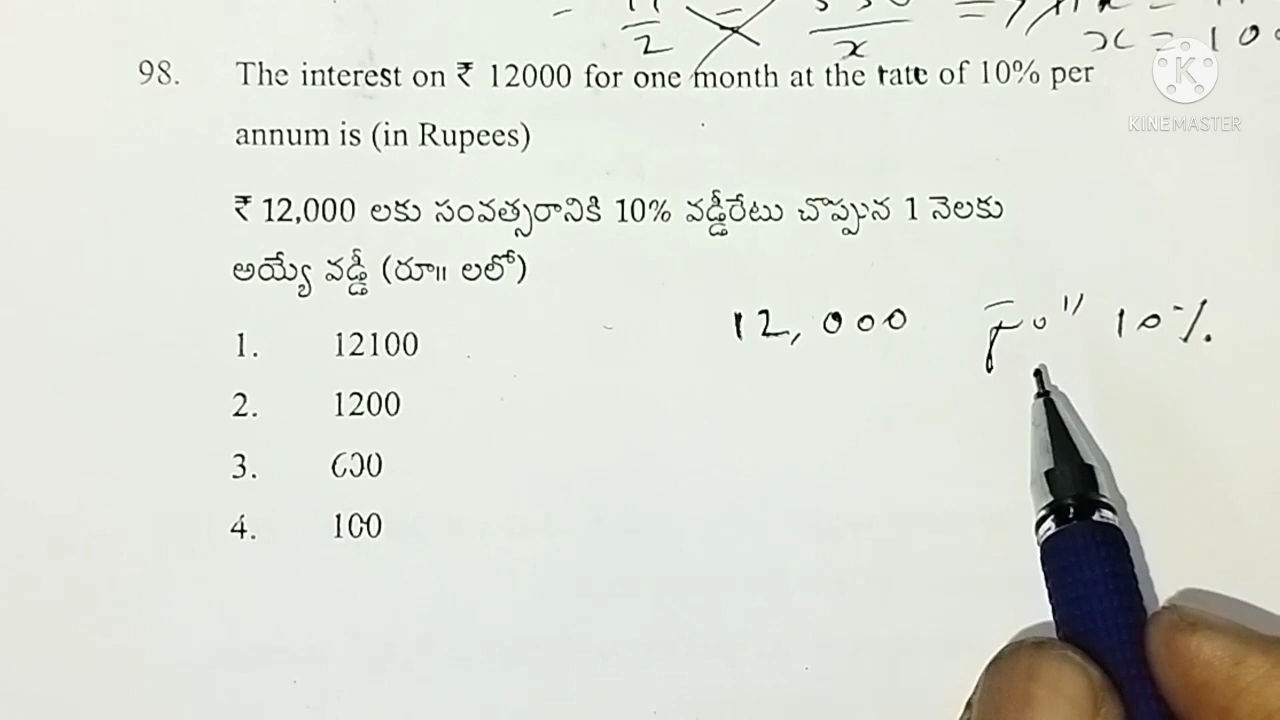 x = 100
2 x
98. The interest on ₹ 12000 for one month at the rate of 10% per
annum is (in Rupees)
₹ 12,000 లకు సంవత్సరానికి 10% వడ్డీరేటు చొప్పున 1 నెలకు
అయ్యే వడ్డీ (రూ॥ లలో)
12,000 సం॥ 10%
1. 12100
2. 1200
3. 600
4. 100
K
KINEMASTER